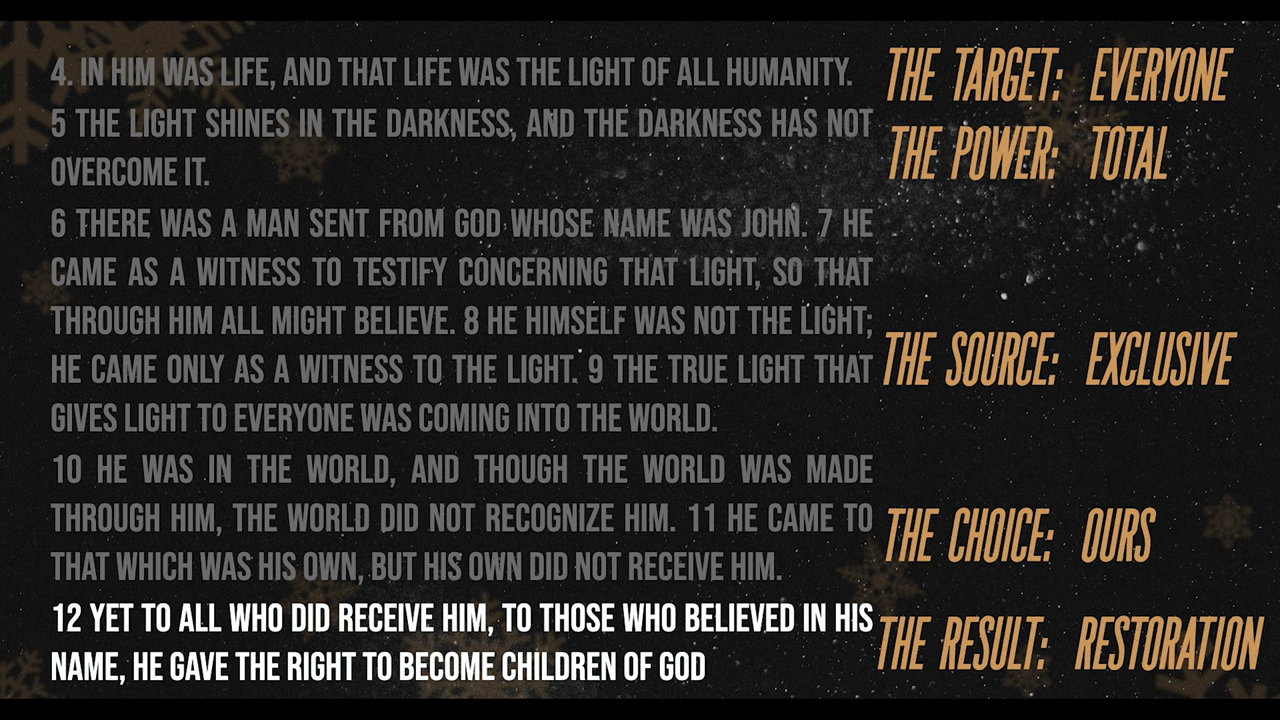 4. IN HIM WAS LIFE, AND THAT LIFE WAS THE LIGHT OF ALL HUMANITY.
5 THE LIGHT SHINES IN THE DARKNESS, AND THE DARKNESS HAS NOT
OVERCOME IT.
6 THERE WAS A MAN SENT FROM GOD WHOSE NAME WAS JOHN. 7 HE
CAME AS A WITNESS TO TESTIFY CONCERNING THAT LIGHT, SO THAT
THROUGH HIM ALL MIGHT BELIEVE. 8 HE HIMSELF WAS NOT THE LIGHT;
HE CAME ONLY AS A WITNESS TO THE LIGHT. 9 THE TRUE LIGHT THAT
GIVES LIGHT TO EVERYONE WAS COMING INTO THE WORLD.
10 HE WAS IN THE WORLD, AND THOUGH THE WORLD WAS MADE
THROUGH HIM, THE WORLD DID NOT RECOGNIZE HIM. 11 HE CAME TO
THAT WHICH WAS HIS OWN, BUT HIS OWN DID NOT RECEIVE HIM.
12 YET TO ALL WHO DID RECEIVE HIM, TO THOSE WHO BELIEVED IN HIS
NAME, HE GAVE THE RIGHT TO BECOME CHILDREN OF GOD
THE TARGET: EVERYONE
THE POWER: TOTAL
THE SOURCE: EXCLUSIVE
THE CHOICE: OURS
THE RESULT: RESTORATION